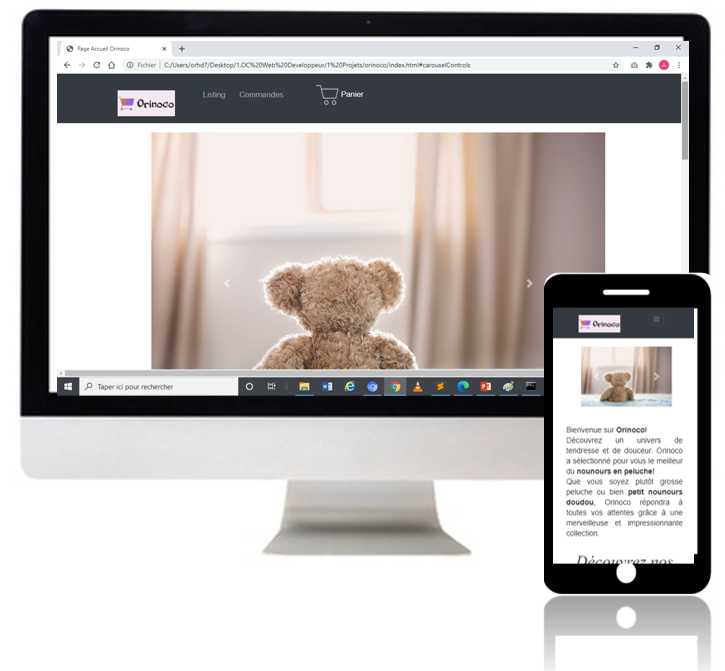 Page Accueil Orinoco
Fichier | C:/Users/orhd7/Desktop/1.OC%20Web%20Developpeur/1%20Projets/orinoco/index.html#carouselControls
A
Orinoco
Listing
Commandes
Panier
Taper ici pour rechercher
Orinoco
Bienvenue sur Orinoco!
Découvrez un univers de
tendresse et de douceur. Orinoco
a sélectionné pour vous le meilleur
du nounours en peluche!
Que vous soyez plutôt grosse
peluche ou bien petit nounours
doudou, Orinoco répondra à
toutes vos attentes grâce à une
merveilleuse et impressionnante
collection.
Découvrez nos